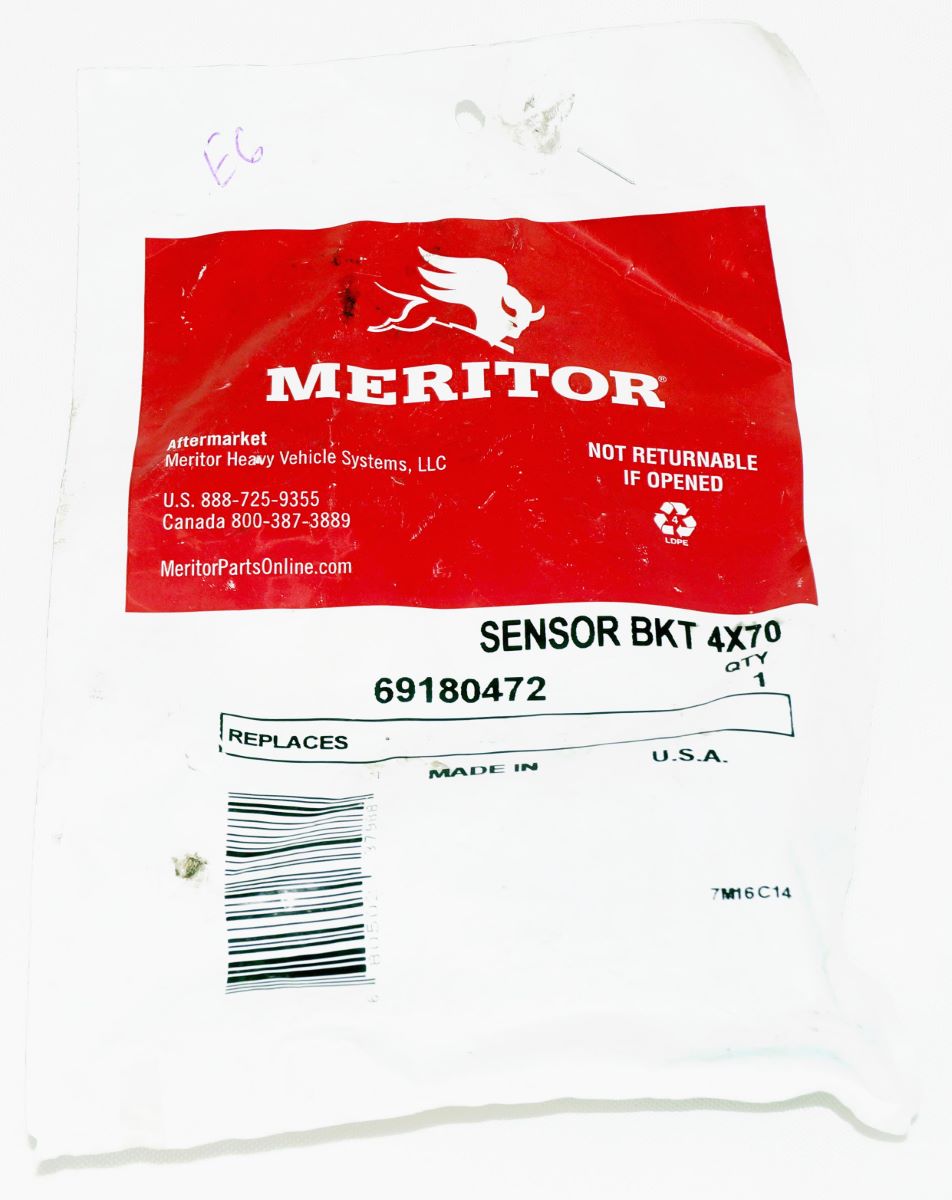 E6
MERITOR®
Aftermarket
Meritor Heavy Vehicle Systems, LLC
U.S. 888-725-9355
Canada 800-387-3889
MeritorPartsOnline.com
NOT RETURNABLE
IF OPENED
4
LDPE
SENSOR BKT 4X70
QTY
69180472 1
REPLACES
MADE IN U.S.A.
7M16C14